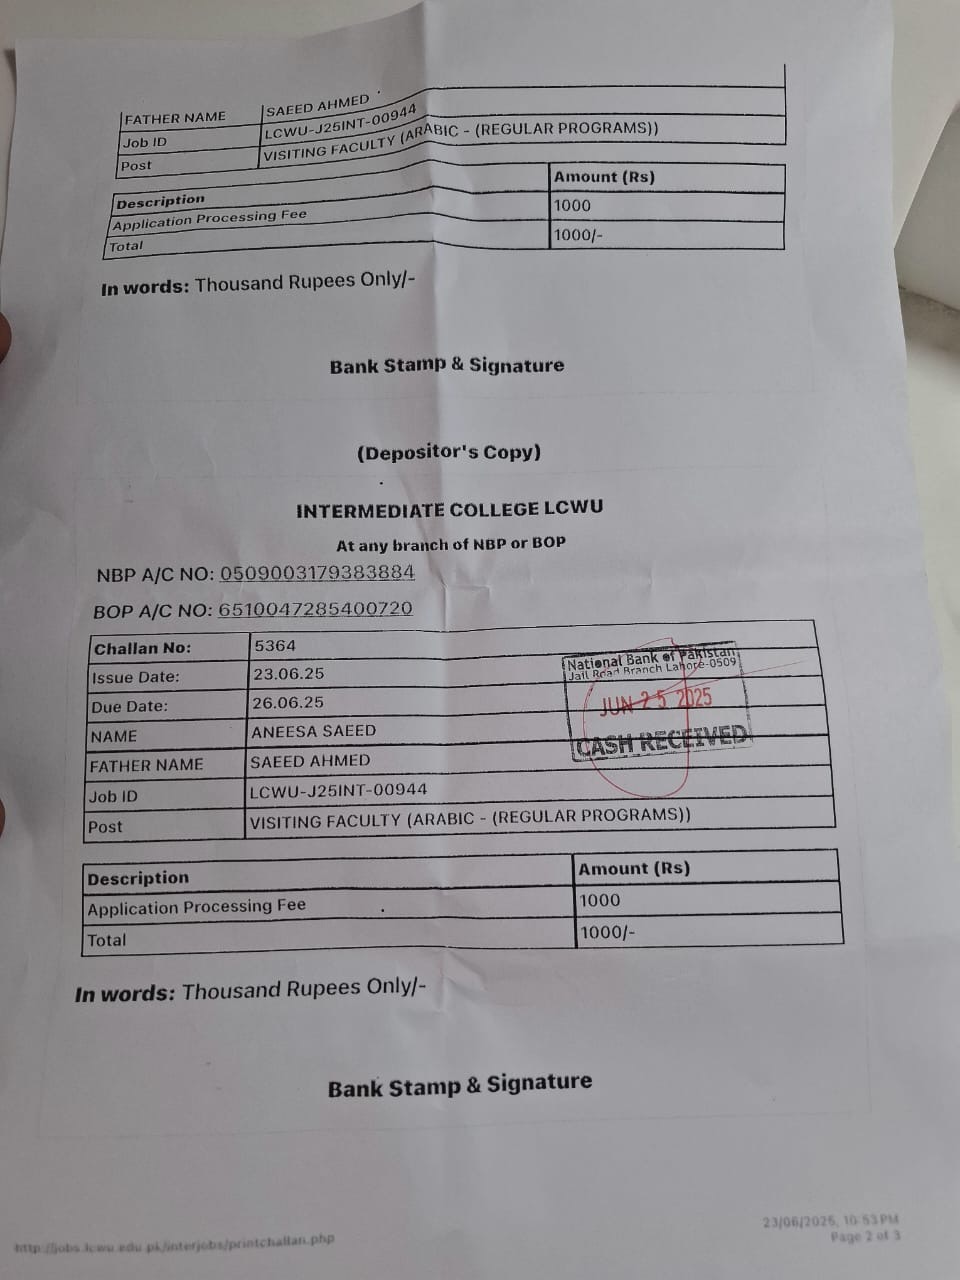 FATHER NAME SAEED AHMED
Job ID LCWU-J25INT-00944
Post VISITING FACULTY (ARABIC - (REGULAR PROGRAMS))
Description Amount (Rs)
Application Processing Fee 1000
Total 1000/-
In words: Thousand Rupees Only/-
Bank Stamp & Signature
(Depositor's Copy)
INTERMEDIATE COLLEGE LCWU
At any branch of NBP or BOP
NBP A/C NO: 0509003179383884
BOP A/C NO: 6510047285400720
Challan No: 5364
Issue Date: 23.06.25
Due Date: 26.06.25
NAME ANEESA SAEED
FATHER NAME SAEED AHMED
Job ID LCWU-J25INT-00944
Post VISITING FACULTY (ARABIC - (REGULAR PROGRAMS))
National Bank of Pakistan
Jail Road Branch Lahore-0509
JUN 25 2025
CASH RECEIVED
Description Amount (Rs)
Application Processing Fee 1000
Total 1000/-
In words: Thousand Rupees Only/-
Bank Stamp & Signature
http://jobs.lcwu.edu.pk/interjobs/printchallan.php
23/06/2025, 10:53 PM
Page 2 of 3